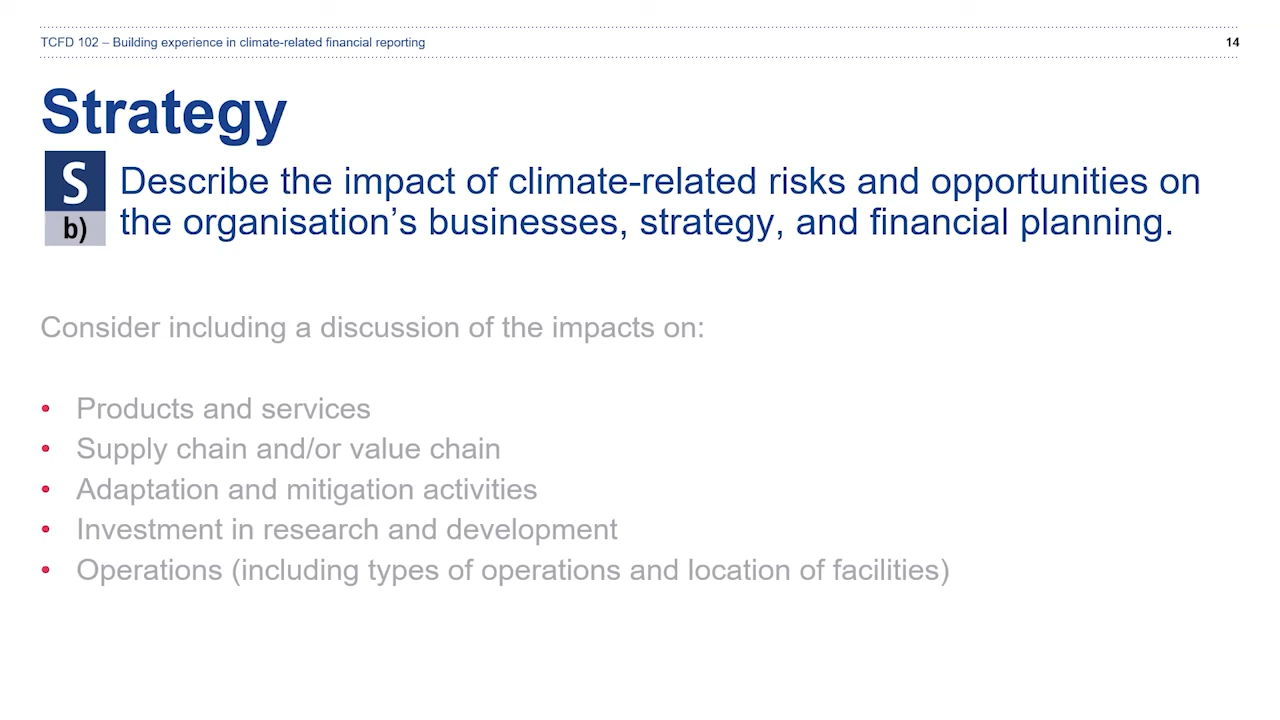 TCFD 102 – Building experience in climate-related financial reporting
14
Strategy
S
b)
Describe the impact of climate-related risks and opportunities on
the organisation’s businesses, strategy, and financial planning.
Consider including a discussion of the impacts on:
• Products and services
• Supply chain and/or value chain
• Adaptation and mitigation activities
• Investment in research and development
• Operations (including types of operations and location of facilities)